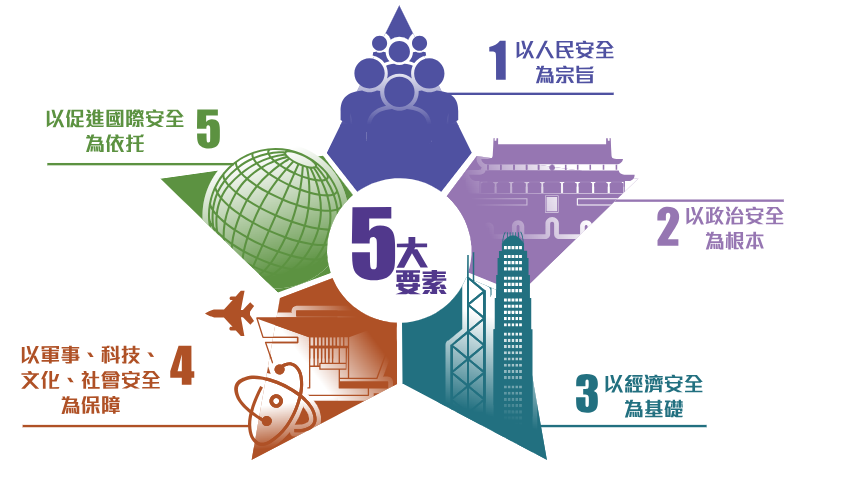 5大
要素
1 以人民安全
為宗旨
2 以政治安全
為根本
3 以經濟安全
為基礎
4 以軍事、科技、
文化、社會安全
為保障
5 以促進國際安全
為依托